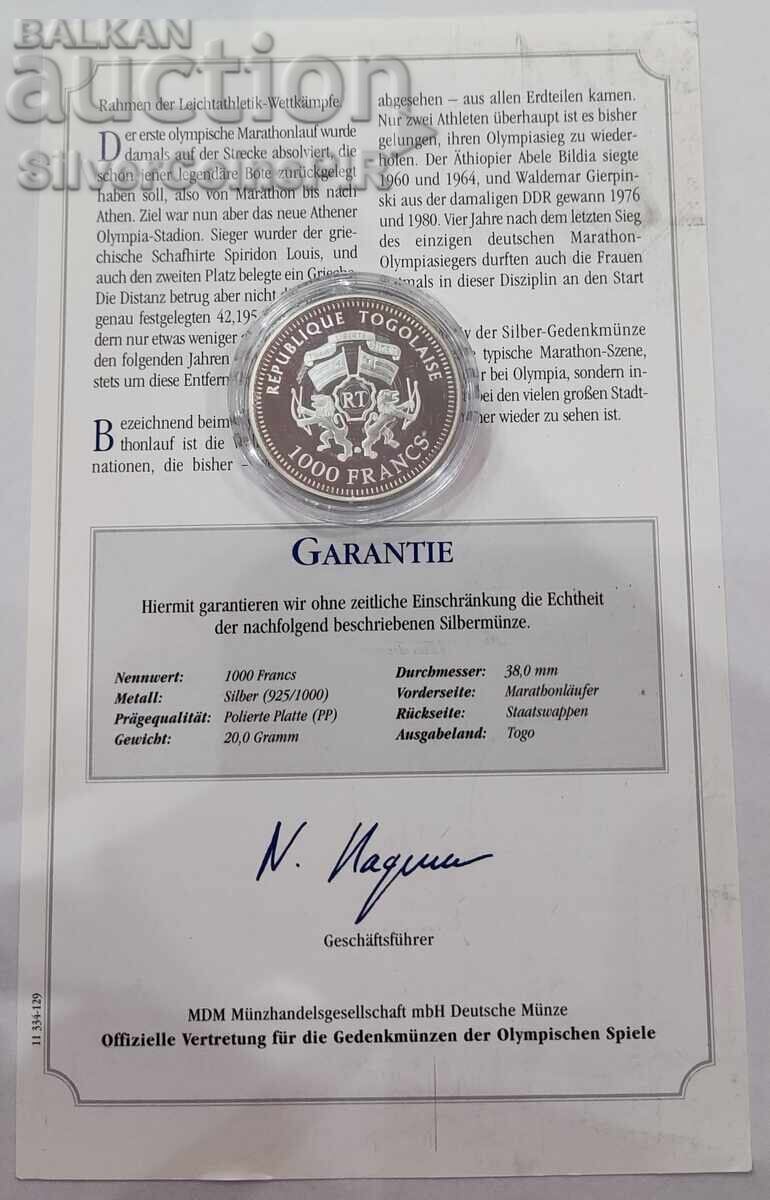 BALKAN
auction
SilvercoinsPIR
Rahmen der Leichtathletik-Wettkämpfe.
Der erste olympische Marathonlauf wurde
damals auf der Strecke absolviert, die
schon jener legendäre Bote zurückgelegt
haben soll, also von Marathon bis nach
Athen. Ziel war nun aber das neue Athener
Olympia-Stadion. Sieger wurde der grie-
chische Schafhirte Spiridon Louis, und
auch den zweiten Platz belegte ein Grieche.
Die Distanz betrug aber nicht
genau festgelegten 42,195
dern nur etwas weniger
den folgenden Jahren
stets um diese Entfern
Bezeichnend beim
thonlauf ist die
nationen, die bisher –
abgesehen – aus allen Erdteilen kamen.
Nur zwei Athleten überhaupt ist es bisher
gelungen, ihren Olympiasieg zu wieder-
holen. Der Äthiopier Abele Bildia siegte
1960 und 1964, und Waldemar Gierpin-
ski aus der damaligen DDR gewann 1976
und 1980. Vier Jahre nach dem letzten Sieg
des einzigen deutschen Marathon-
Olympiasiegers durften auch die Frauen
mals in dieser Disziplin an den Start
der Silber-Gedenkmünze
typische Marathon-Szene,
r bei Olympia, sondern in-
bei den vielen großen Stadt-
er wieder zu sehen ist.
REPUBLIQUE TOGOLAISE
RT
1000 FRANCS
GARANTIE
Hiermit garantieren wir ohne zeitliche Einschränkung die Echtheit
der nachfolgend beschriebenen Silbermünze.
Nennwert: 1000 Francs
Metall: Silber (925/1000)
Prägequalität: Polierte Platte (PP)
Gewicht: 20,0 Gramm
Durchmesser: 38,0 mm
Vorderseite: Marathonläufer
Rückseite: Staatswappen
Ausgabeland: Togo
Geschäftsführer
11 334-129
MDM Münzhandelsgesellschaft mbH Deutsche Münze
Offizielle Vertretung für die Gedenkmünzen der Olympischen Spiele